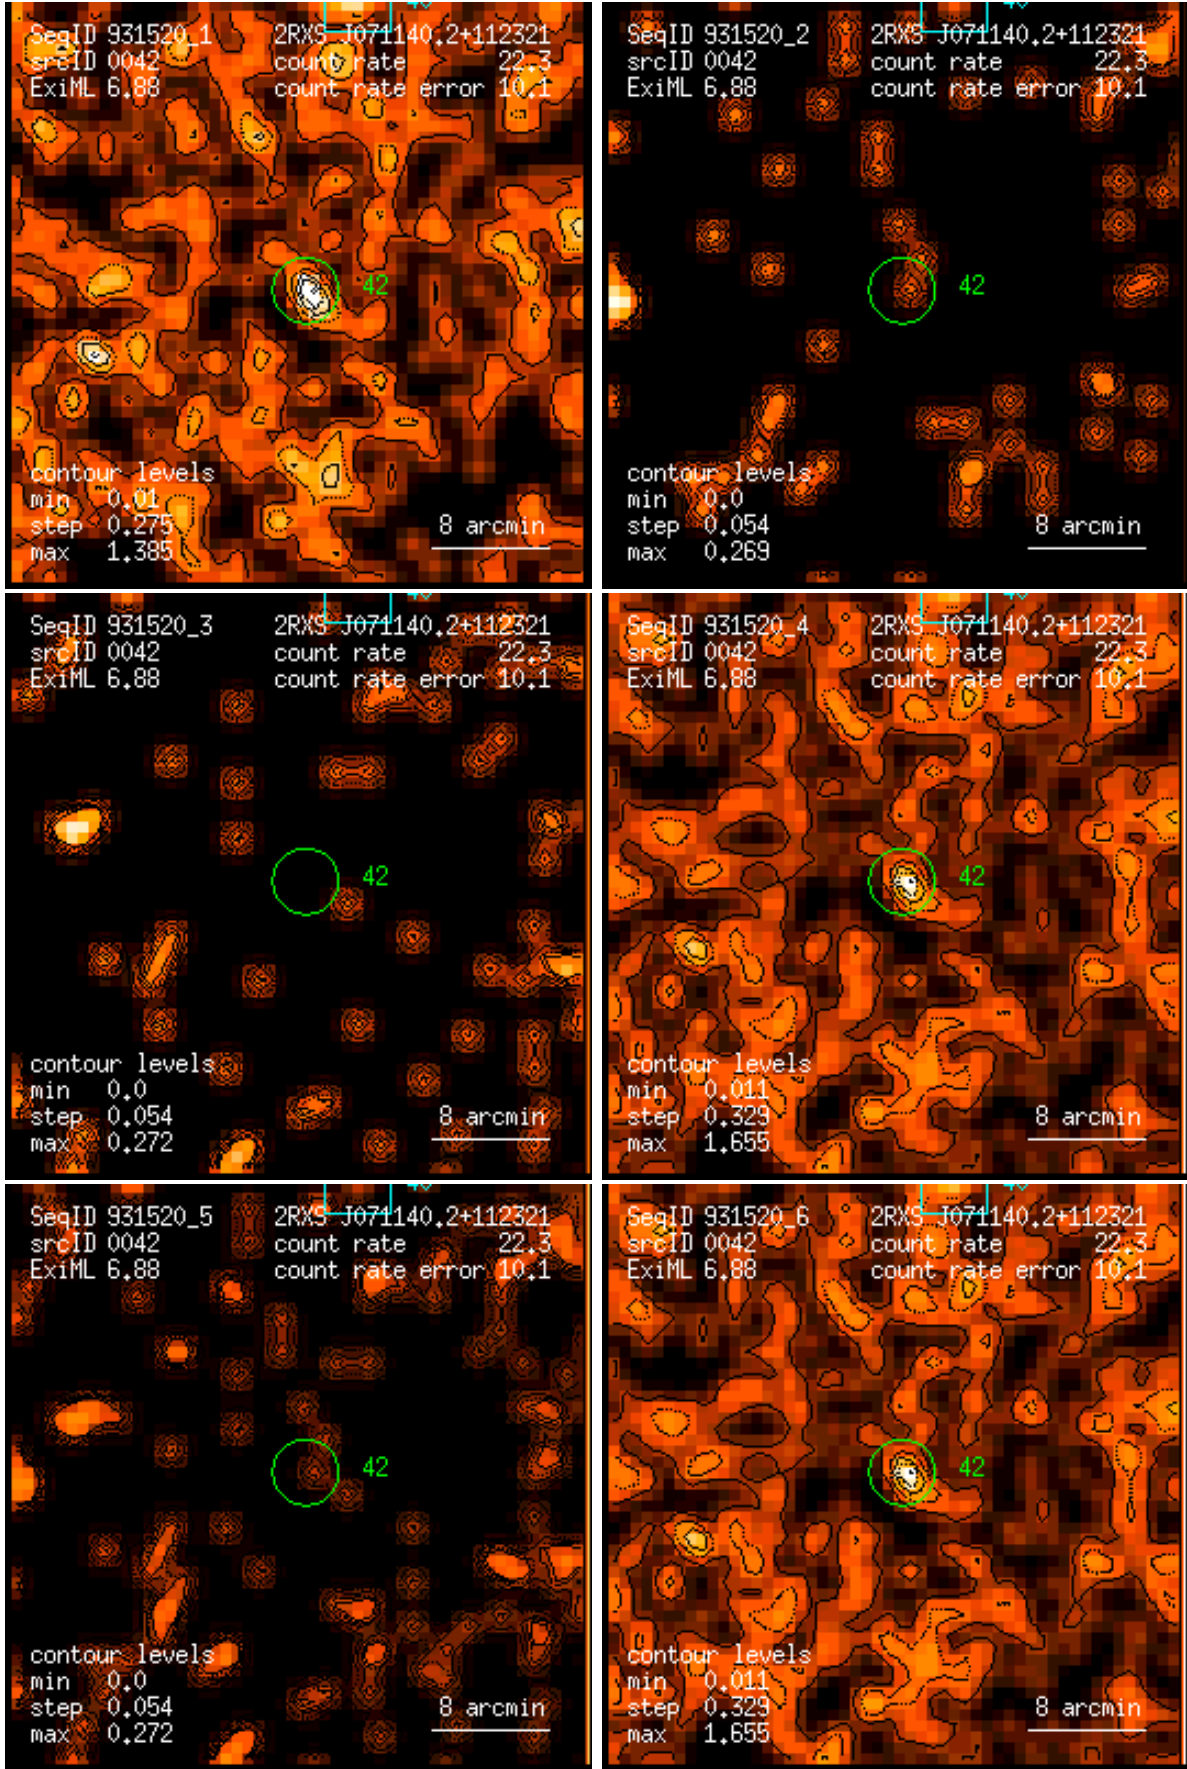 SeqID 931520_1 2RXS J071140.2+112321
srcID 0042 count rate 22.3
ExiML 6.88 count rate error 10.1
42
contour levels
min 0.01
step 0.275
max 1.385
8 arcmin
SeqID 931520_2 2RXS J071140.2+112321
srcID 0042 count rate 22.3
ExiML 6.88 count rate error 10.1
42
contour levels
min 0.0
step 0.054
max 0.269
8 arcmin
SeqID 931520_3 2RXS J071140.2+112321
srcID 0042 count rate 22.3
ExiML 6.88 count rate error 10.1
42
contour levels
min 0.0
step 0.054
max 0.272
8 arcmin
SeqID 931520_4 2RXS J071140.2+112321
srcID 0042 count rate 22.3
ExiML 6.88 count rate error 10.1
42
contour levels
min 0.011
step 0.329
max 1.655
8 arcmin
SeqID 931520_5 2RXS J071140.2+112321
srcID 0042 count rate 22.3
ExiML 6.88 count rate error 10.1
42
contour levels
min 0.0
step 0.054
max 0.272
8 arcmin
SeqID 931520_6 2RXS J071140.2+112321
srcID 0042 count rate 22.3
ExiML 6.88 count rate error 10.1
42
contour levels
min 0.011
step 0.329
max 1.655
8 arcmin